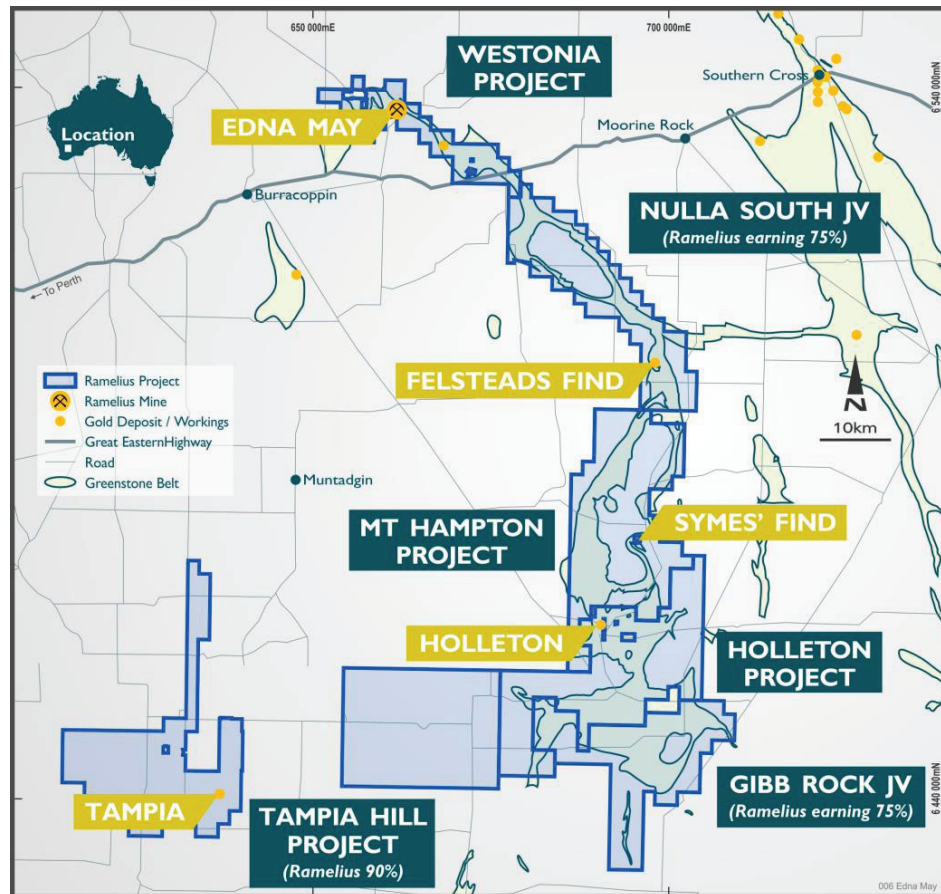 650 000mE
700 000mE
WESTONIA
PROJECT
Southern Cross
6 540 000mN
Location
EDNA MAY
Moorine Rock
Burracoppin
NULLA SOUTH JV
(Ramelius earning 75%)
← To Perth
FELSTEADS FIND
N
10km
Ramelius Project
Ramelius Mine
Gold Deposit / Workings
Great EasternHighway
Road
Greenstone Belt
Muntadgin
SYMES' FIND
MT HAMPTON
PROJECT
HOLLETON
HOLLETON
PROJECT
GIBB ROCK JV
(Ramelius earning 75%)
6 440 000mN
TAMPIA
TAMPIA HILL
PROJECT
(Ramelius 90%)
006 Edna May